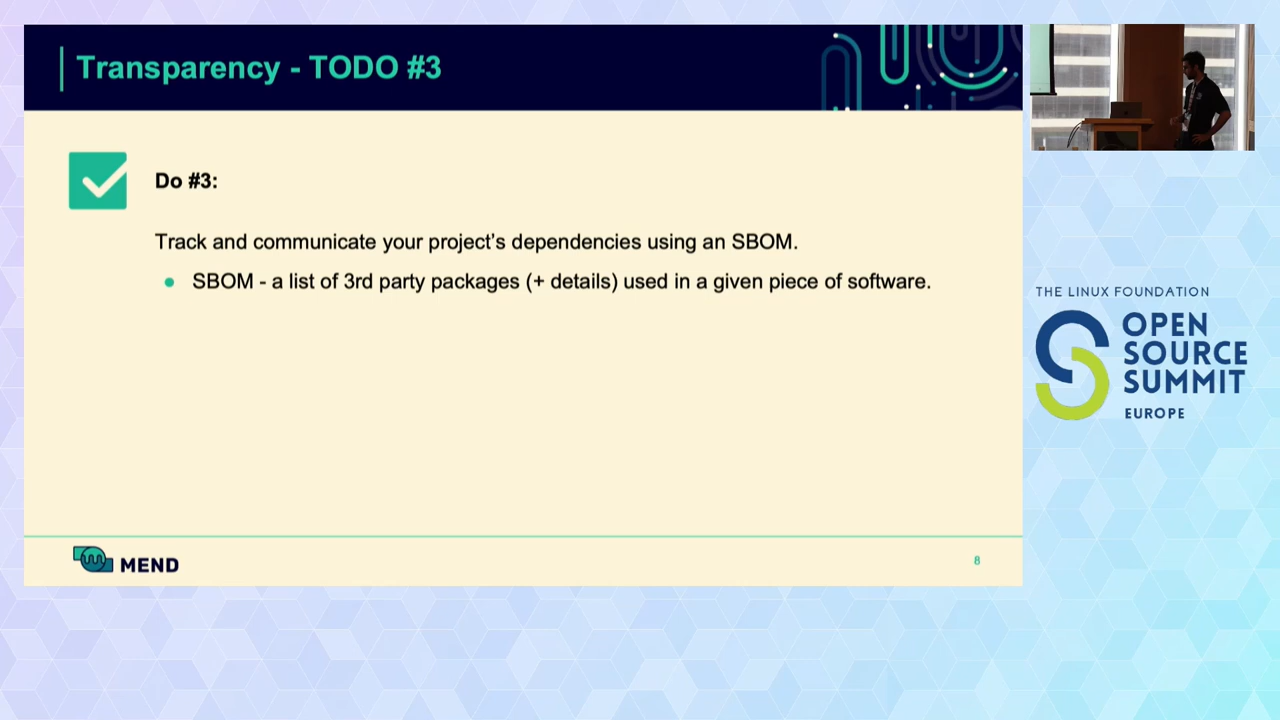 Transparency - TODO #3
Do #3:
Track and communicate your project's dependencies using an SBOM.
SBOM - a list of 3rd party packages (+ details) used in a given piece of software.
MEND
8
THE LINUX FOUNDATION
OPEN
SOURCE
SUMMIT
EUROPE